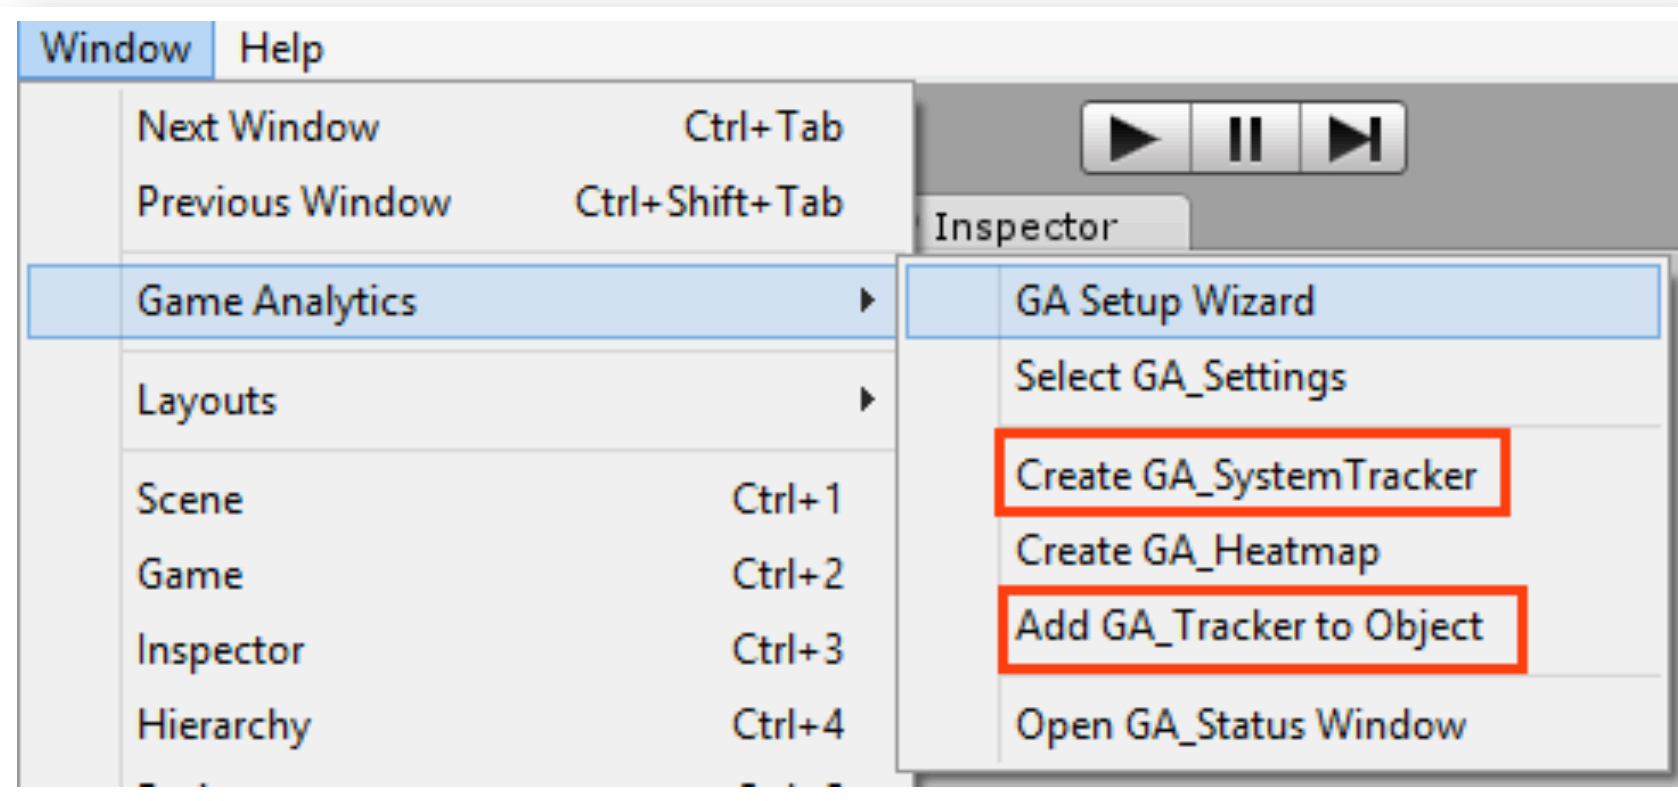 Window Help
Next Window Ctrl+Tab
Previous Window Ctrl+Shift+Tab
Inspector
Game Analytics
GA Setup Wizard
Select GA_Settings
Layouts
Create GA_SystemTracker
Scene Ctrl+1
Create GA_Heatmap
Game Ctrl+2
Add GA_Tracker to Object
Inspector Ctrl+3
Hierarchy Ctrl+4
Open GA_Status Window